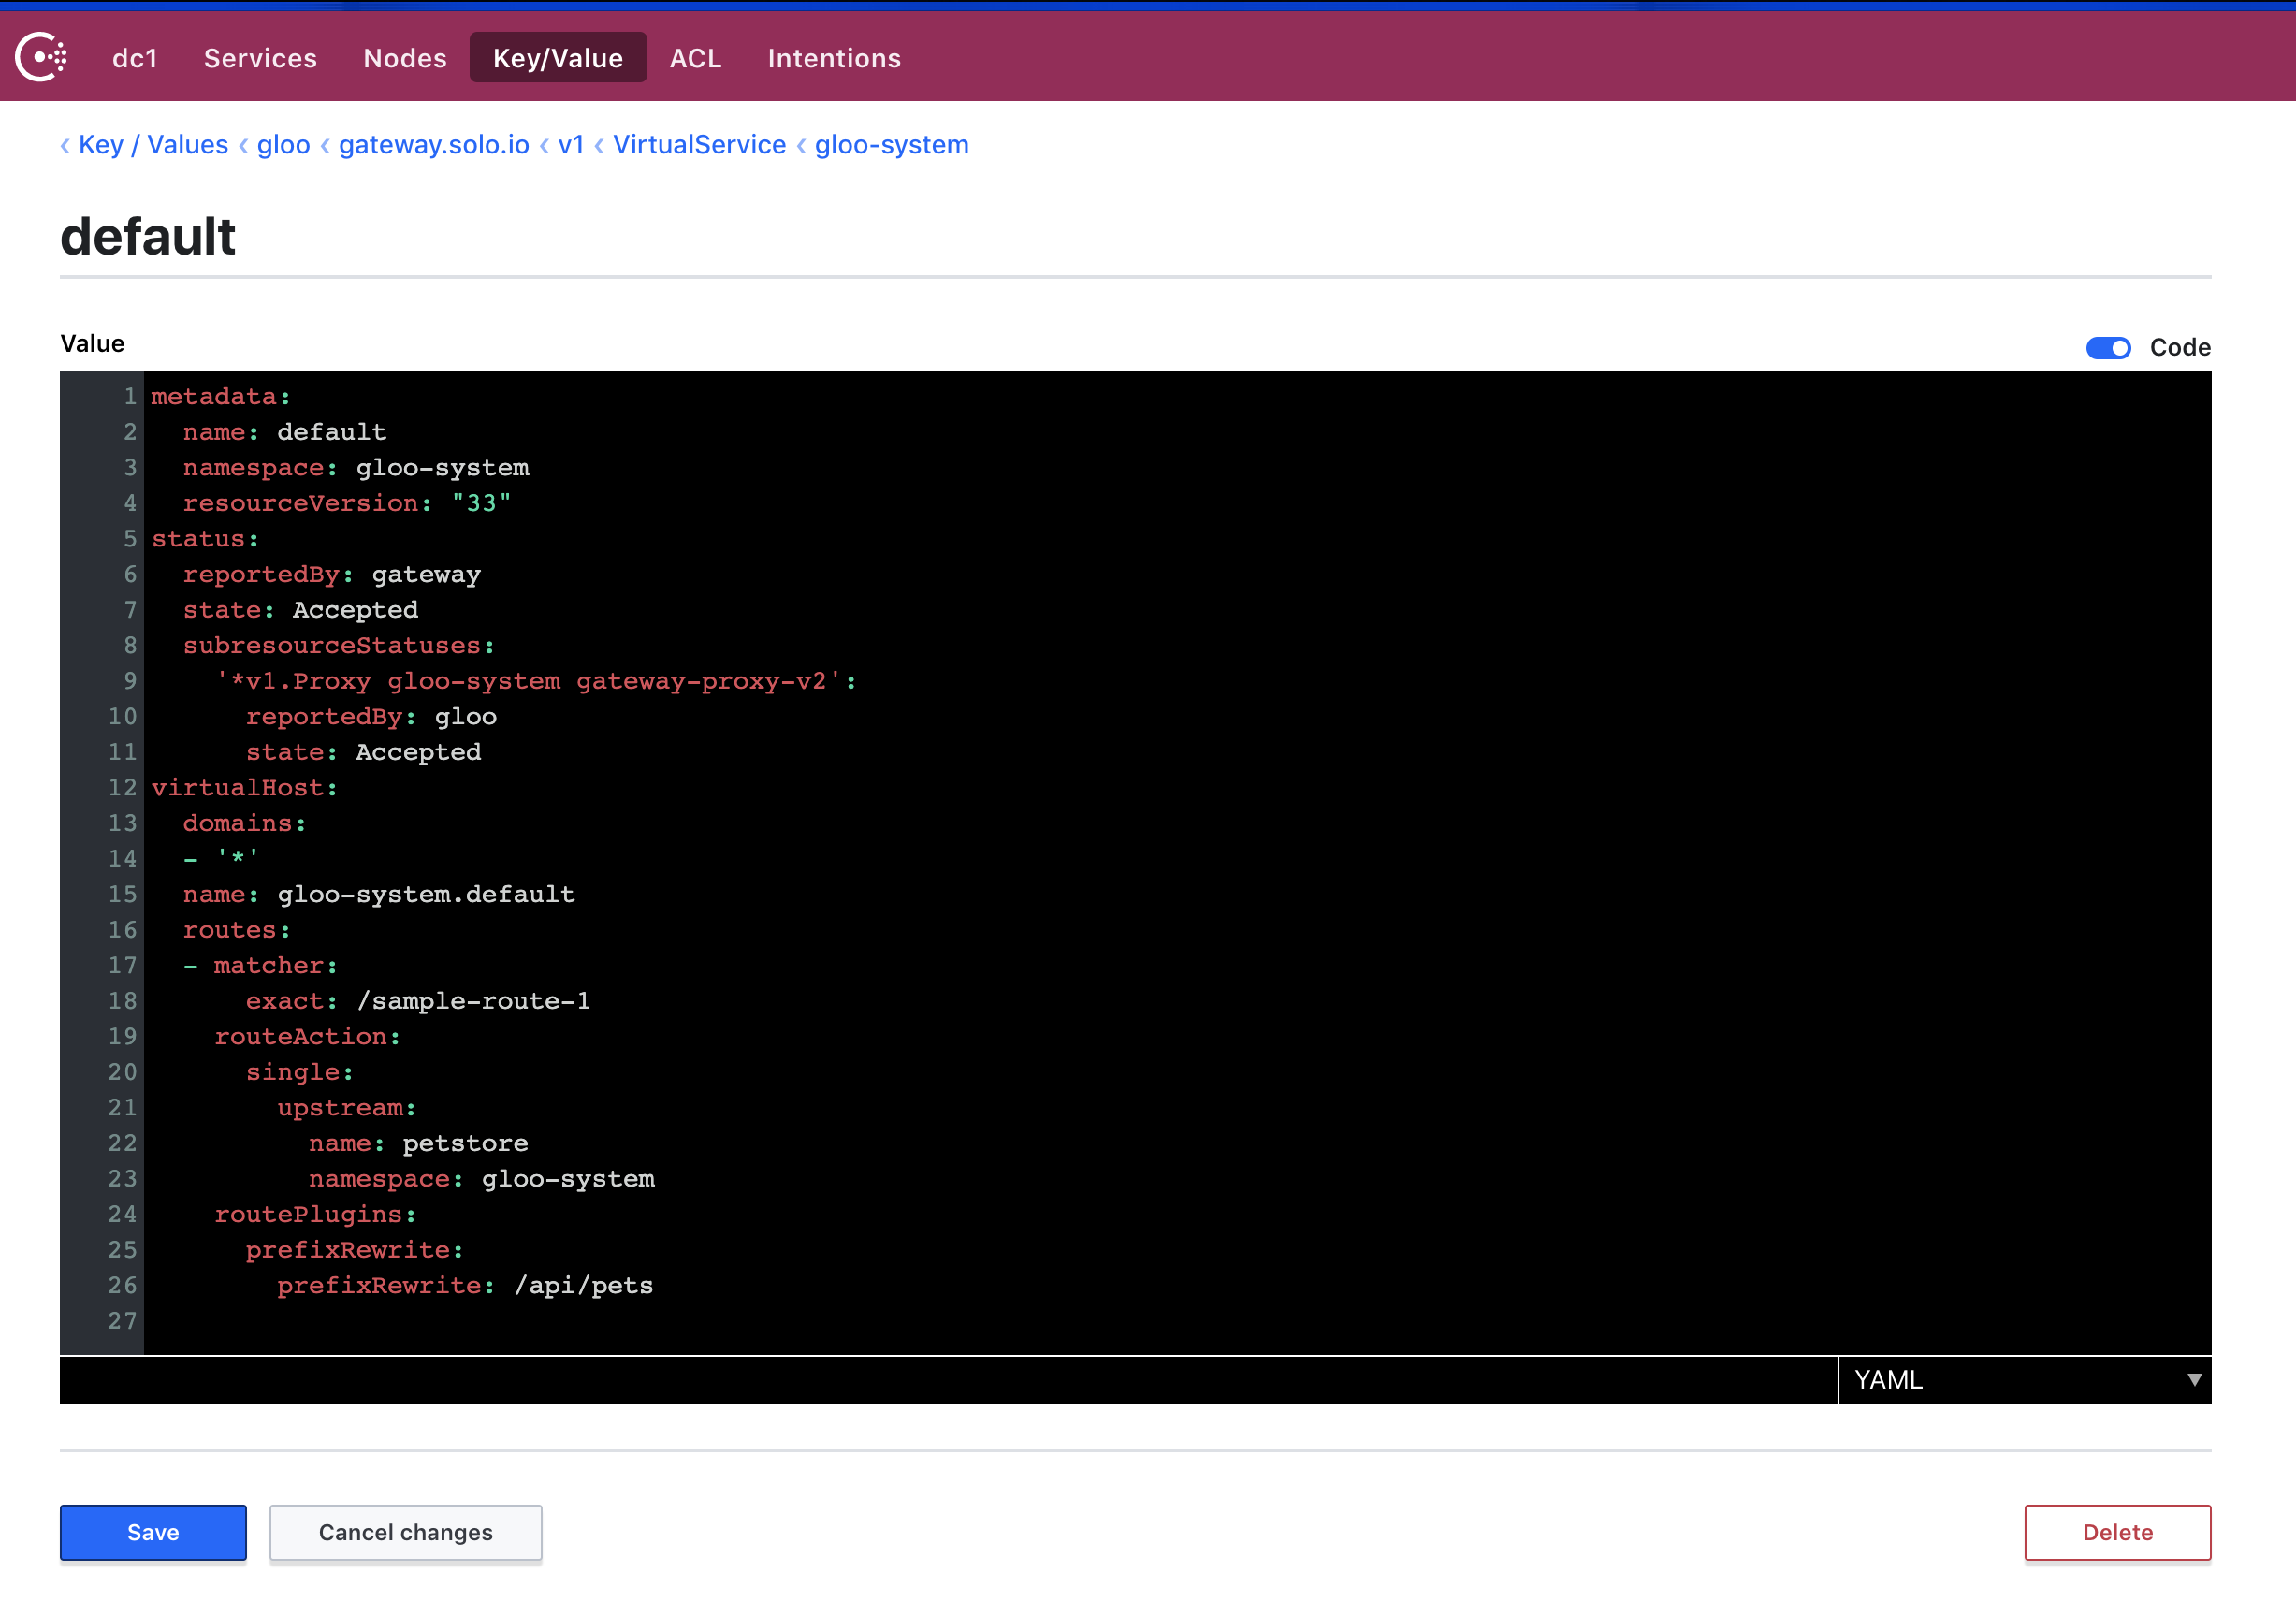 dc1 Services Nodes Key/Value ACL Intentions
‹ Key / Values ‹ gloo ‹ gateway.solo.io ‹ v1 ‹ VirtualService ‹ gloo-system
default
Value Code
1 metadata:
2   name: default
3   namespace: gloo-system
4   resourceVersion: "33"
5 status:
6   reportedBy: gateway
7   state: Accepted
8   subresourceStatuses:
9     '*v1.Proxy gloo-system gateway-proxy-v2':
10       reportedBy: gloo
11       state: Accepted
12 virtualHost:
13   domains:
14   - '*'
15   name: gloo-system.default
16   routes:
17   - matcher:
18       exact: /sample-route-1
19     routeAction:
20       single:
21         upstream:
22           name: petstore
23           namespace: gloo-system
24     routePlugins:
25       prefixRewrite:
26         prefixRewrite: /api/pets
27
YAML
Save Cancel changes Delete